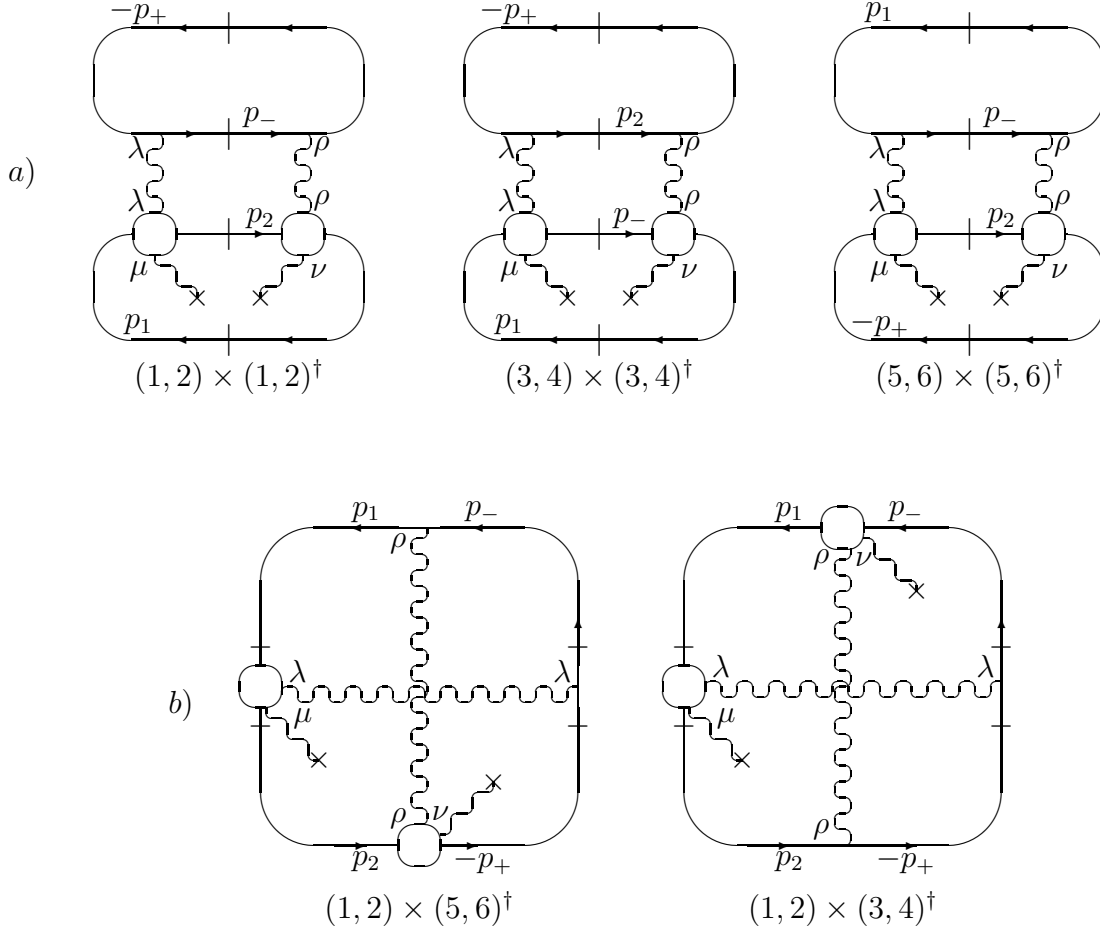 −p₊ −p₊ p₁
p₋ p₂ p₋
λ ρ λ ρ λ ρ
a)
λ ρ λ ρ λ ρ
p₂ p₋ p₂
μ ν μ ν μ ν
p₁ p₁ −p₊
(1, 2) × (1, 2)† (3, 4) × (3, 4)† (5, 6) × (5, 6)†
p₁ p₋ p₁ p₋
ρ ρ ν
λ λ λ λ
b) μ μ
ρ ν ρ
p₂ −p₊ p₂ −p₊
(1, 2) × (5, 6)† (1, 2) × (3, 4)†